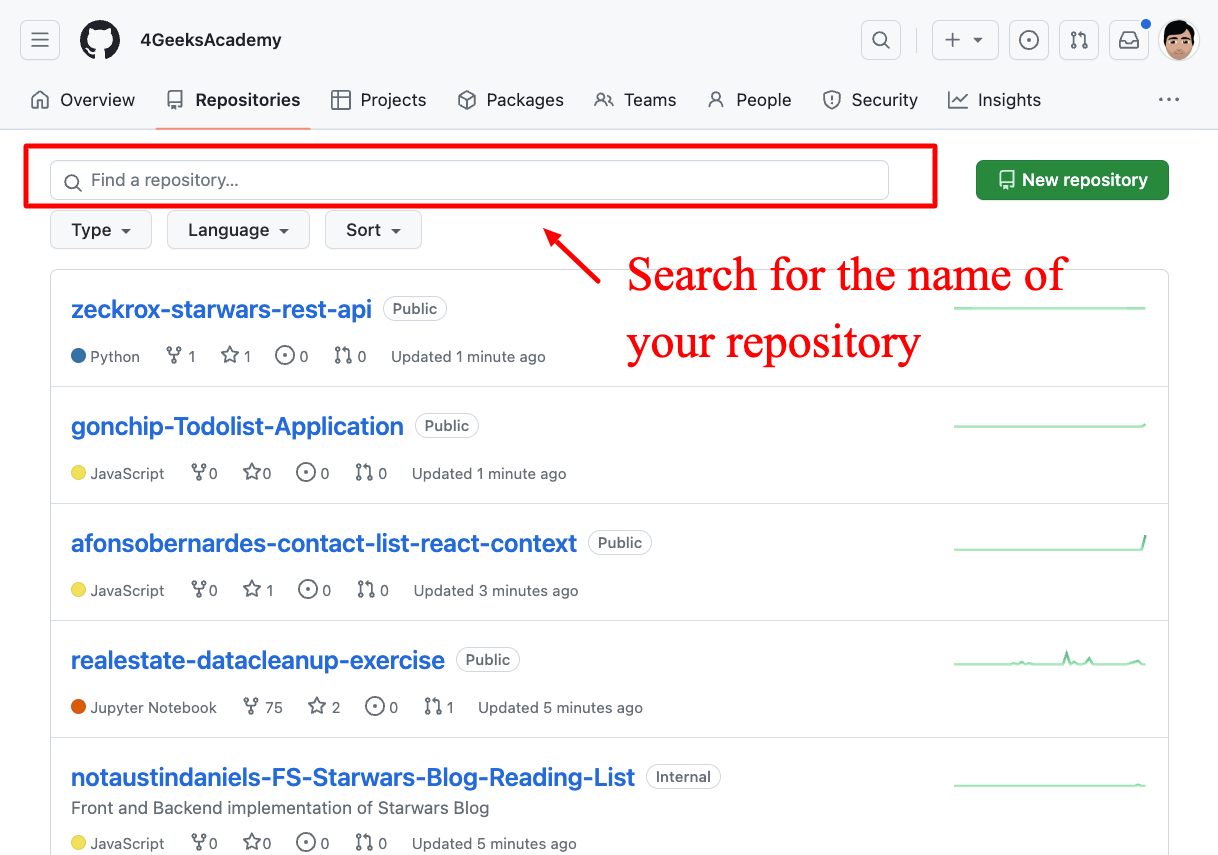 4GeeksAcademy
Overview Repositories Projects Packages Teams People Security Insights
Find a repository...
New repository
Type Language Sort
Search for the name of
your repository
zeckrox-starwars-rest-api Public
Python 1 1 0 0 Updated 1 minute ago
gonchip-Todolist-Application Public
JavaScript 0 0 0 0 Updated 1 minute ago
afonsobernardes-contact-list-react-context Public
JavaScript 0 1 0 0 Updated 3 minutes ago
realestate-datacleanup-exercise Public
Jupyter Notebook 75 2 0 1 Updated 5 minutes ago
notaustindaniels-FS-Starwars-Blog-Reading-List Internal
Front and Backend implementation of Starwars Blog
JavaScript 0 0 0 0 Updated 5 minutes ago